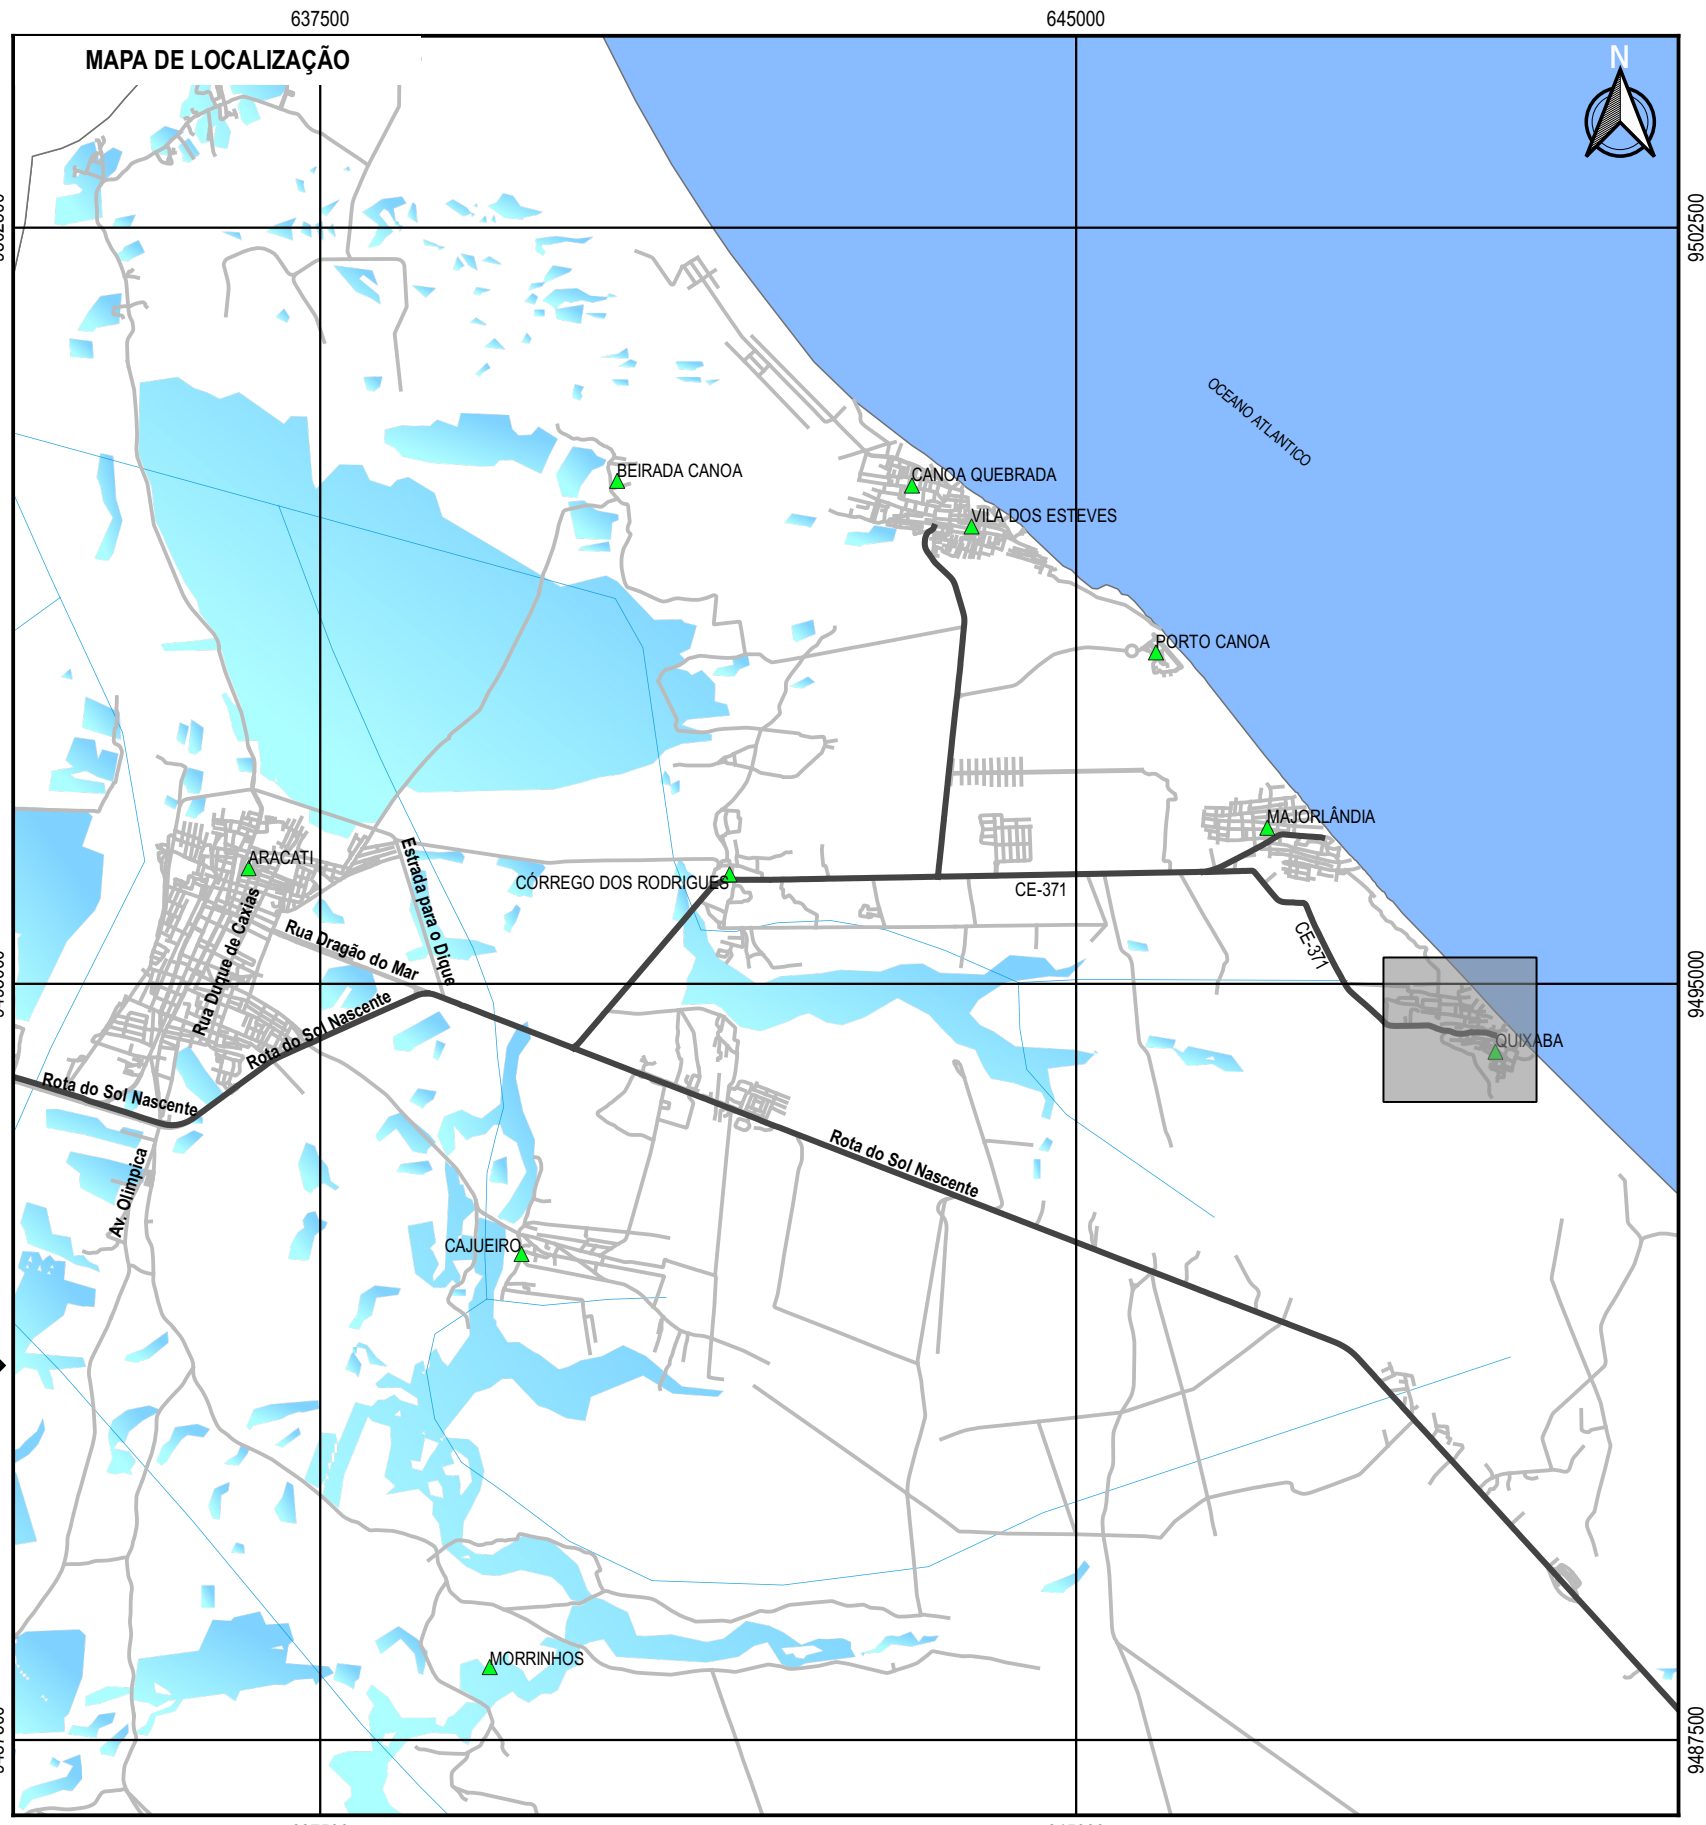 637500
645000
MAPA DE LOCALIZAÇÃO
N
9502500
OCEANO ATLANTICO
BEIRADA CANOA
CANOA QUEBRADA
VILA DOS ESTEVES
PORTO CANOA
MAJORLÂNDIA
ARACATI
CÓRREGO DOS RODRIGUES
CE-371
Estrada para o Dique
Rua Duque de Caxias
Rua Dragão do Mar
CE-371
9495000
Rota do Sol Nascente
QUIXABA
Rota do Sol Nascente
Rota do Sol Nascente
Av. Olimpica
CAJUEIRO
MORRINHOS
9487500